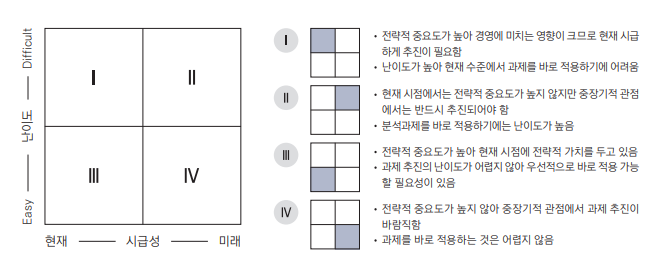 Difficult
난이도
Easy
Ⅰ
Ⅱ
Ⅲ
Ⅳ
현재
시급성
미래
Ⅰ
• 전략적 중요도가 높아 경영에 미치는 영향이 크므로 현재 시급
하게 추진이 필요함
• 난이도가 높아 현재 수준에서 과제를 바로 적용하기에 어려움
Ⅱ
• 현재 시점에서는 전략적 중요도가 높지 않지만 중장기적 관점
에서는 반드시 추진되어야 함
• 분석과제를 바로 적용하기에는 난이도가 높음
Ⅲ
• 전략적 중요도가 높아 현재 시점에 전략적 가치를 두고 있음
• 과제 추진의 난이도가 어렵지 않아 우선적으로 바로 적용 가능
할 필요성이 있음
Ⅳ
• 전략적 중요도가 높지 않아 중장기적 관점에서 과제 추진이
바람직함
• 과제를 바로 적용하는 것은 어렵지 않음